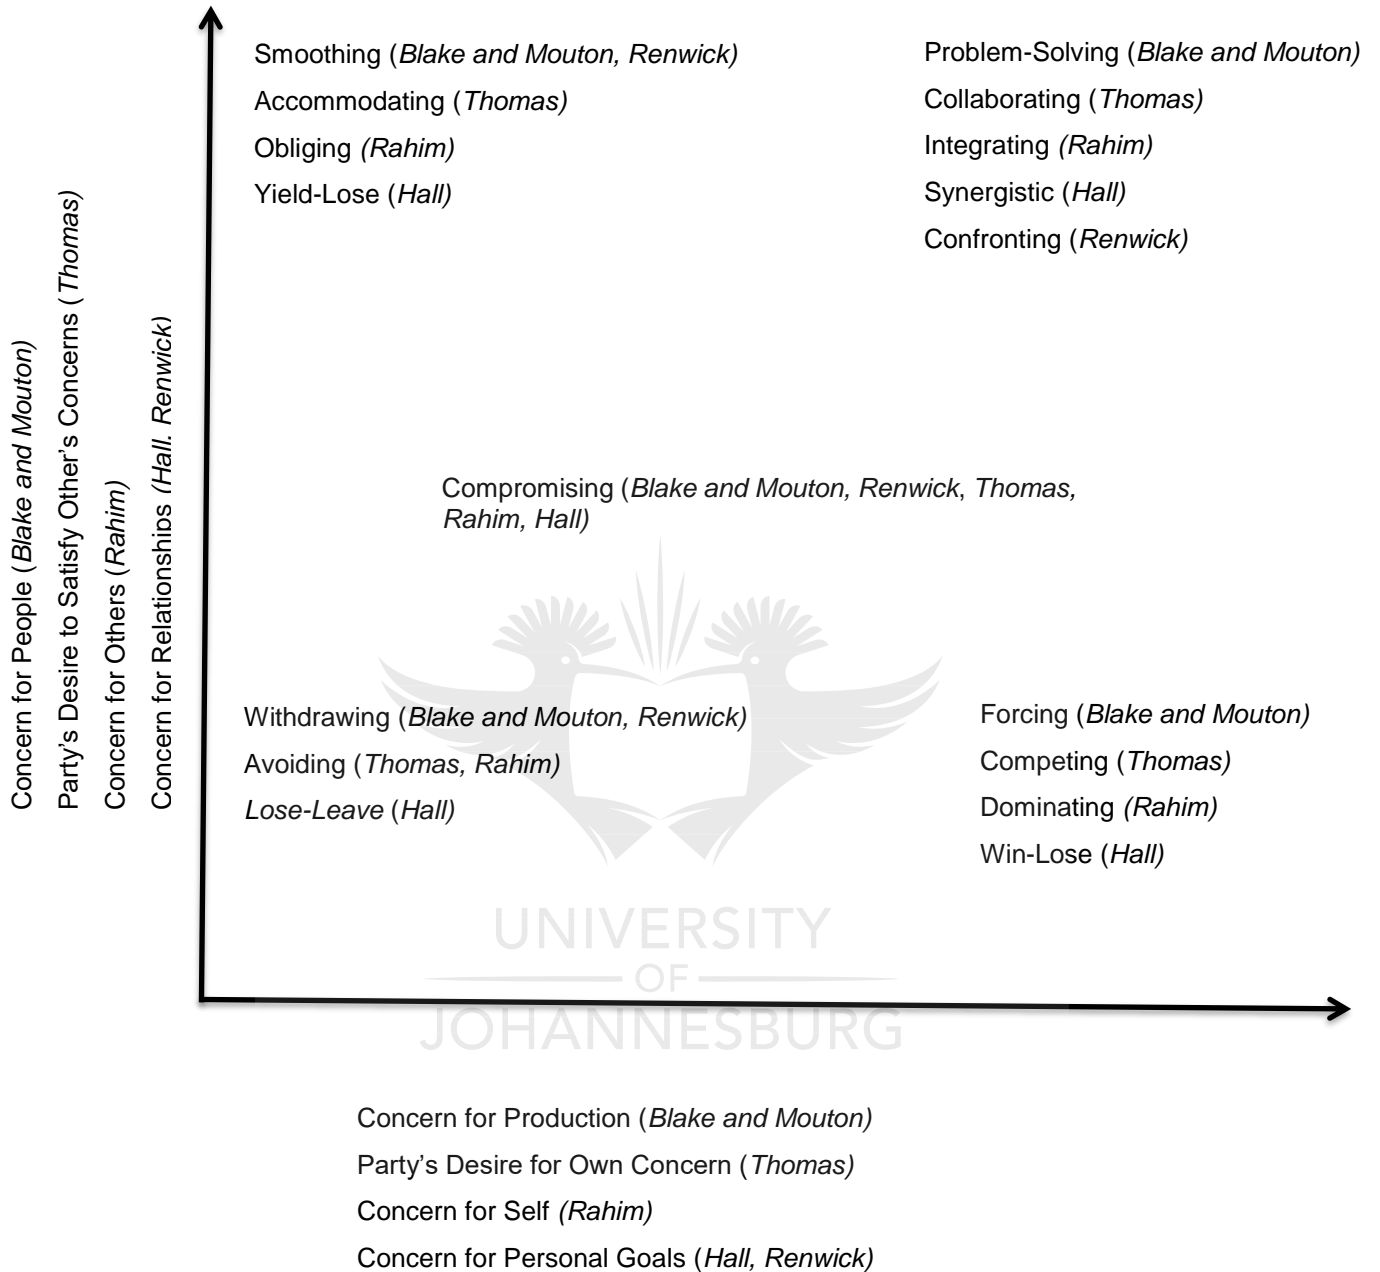 Smoothing (Blake and Mouton, Renwick)
Accommodating (Thomas)
Obliging (Rahim)
Yield-Lose (Hall)
Problem-Solving (Blake and Mouton)
Collaborating (Thomas)
Integrating (Rahim)
Synergistic (Hall)
Confronting (Renwick)
Concern for People (Blake and Mouton)
Party’s Desire to Satisfy Other’s Concerns (Thomas)
Concern for Others (Rahim)
Concern for Relationships (Hall. Renwick)
Compromising (Blake and Mouton, Renwick, Thomas,
Rahim, Hall)
Withdrawing (Blake and Mouton, Renwick)
Avoiding (Thomas, Rahim)
Lose-Leave (Hall)
Forcing (Blake and Mouton)
Competing (Thomas)
Dominating (Rahim)
Win-Lose (Hall)
UNIVERSITY
OF
JOHANNESBURG
Concern for Production (Blake and Mouton)
Party’s Desire for Own Concern (Thomas)
Concern for Self (Rahim)
Concern for Personal Goals (Hall, Renwick)